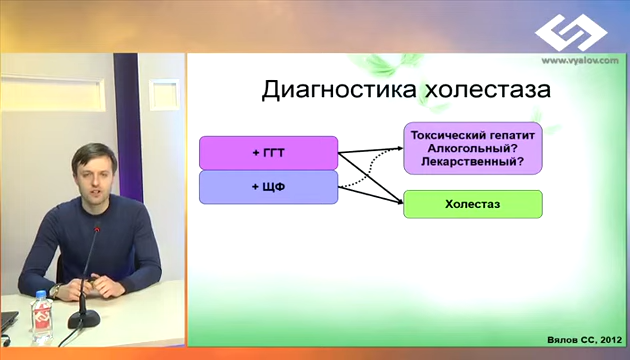 www.vyalov.com
Диагностика холестаза
+ ГГТ
+ ЩФ
Токсический гепатит
Алкогольный?
Лекарственный?
Холестаз
Вялов СС, 2012